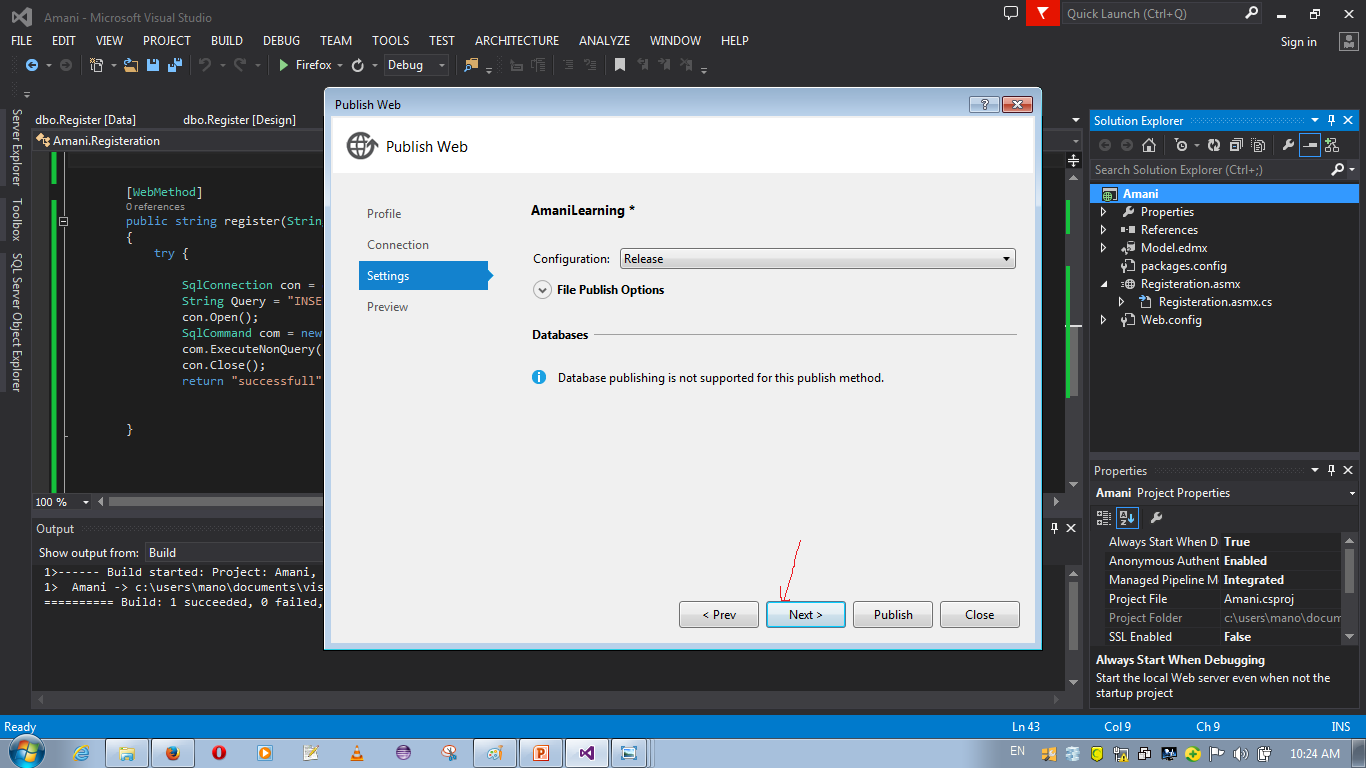 Amani - Microsoft Visual Studio
Quick Launch (Ctrl+Q)
FILE EDIT VIEW PROJECT BUILD DEBUG TEAM TOOLS TEST ARCHITECTURE ANALYZE WINDOW HELP
Sign in
Firefox
Debug
Server Explorer
Toolbox
SQL Server Object Explorer
dbo.Register [Data]
dbo.Register [Design]
Amani.Registeration
[WebMethod]
0 references
public string register(Strin
{
try {
SqlConnection con =
String Query = "INSE
con.Open();
SqlCommand com = new
com.ExecuteNonQuery(
con.Close();
return "successfull"
}
100 %
Output
Show output from: Build
1>------ Build started: Project: Amani,
1> Amani -> c:\users\mano\documents\vis
========== Build: 1 succeeded, 0 failed,
Publish Web
?
Publish Web
Profile
Connection
Settings
Preview
AmaniLearning *
Configuration: Release
File Publish Options
Databases
Database publishing is not supported for this publish method.
< Prev
Next >
Publish
Close
Solution Explorer
Search Solution Explorer (Ctrl+;)
Amani
Properties
References
Model.edmx
packages.config
Registeration.asmx
Registeration.asmx.cs
Web.config
Properties
Amani Project Properties
Always Start When D True
Anonymous Authent Enabled
Managed Pipeline M Integrated
Project File Amani.csproj
Project Folder c:\users\mano\docum
SSL Enabled False
Always Start When Debugging
Start the local Web server even when not the
startup project
Ready
Ln 43 Col 9 Ch 9 INS
EN
10:24 AM